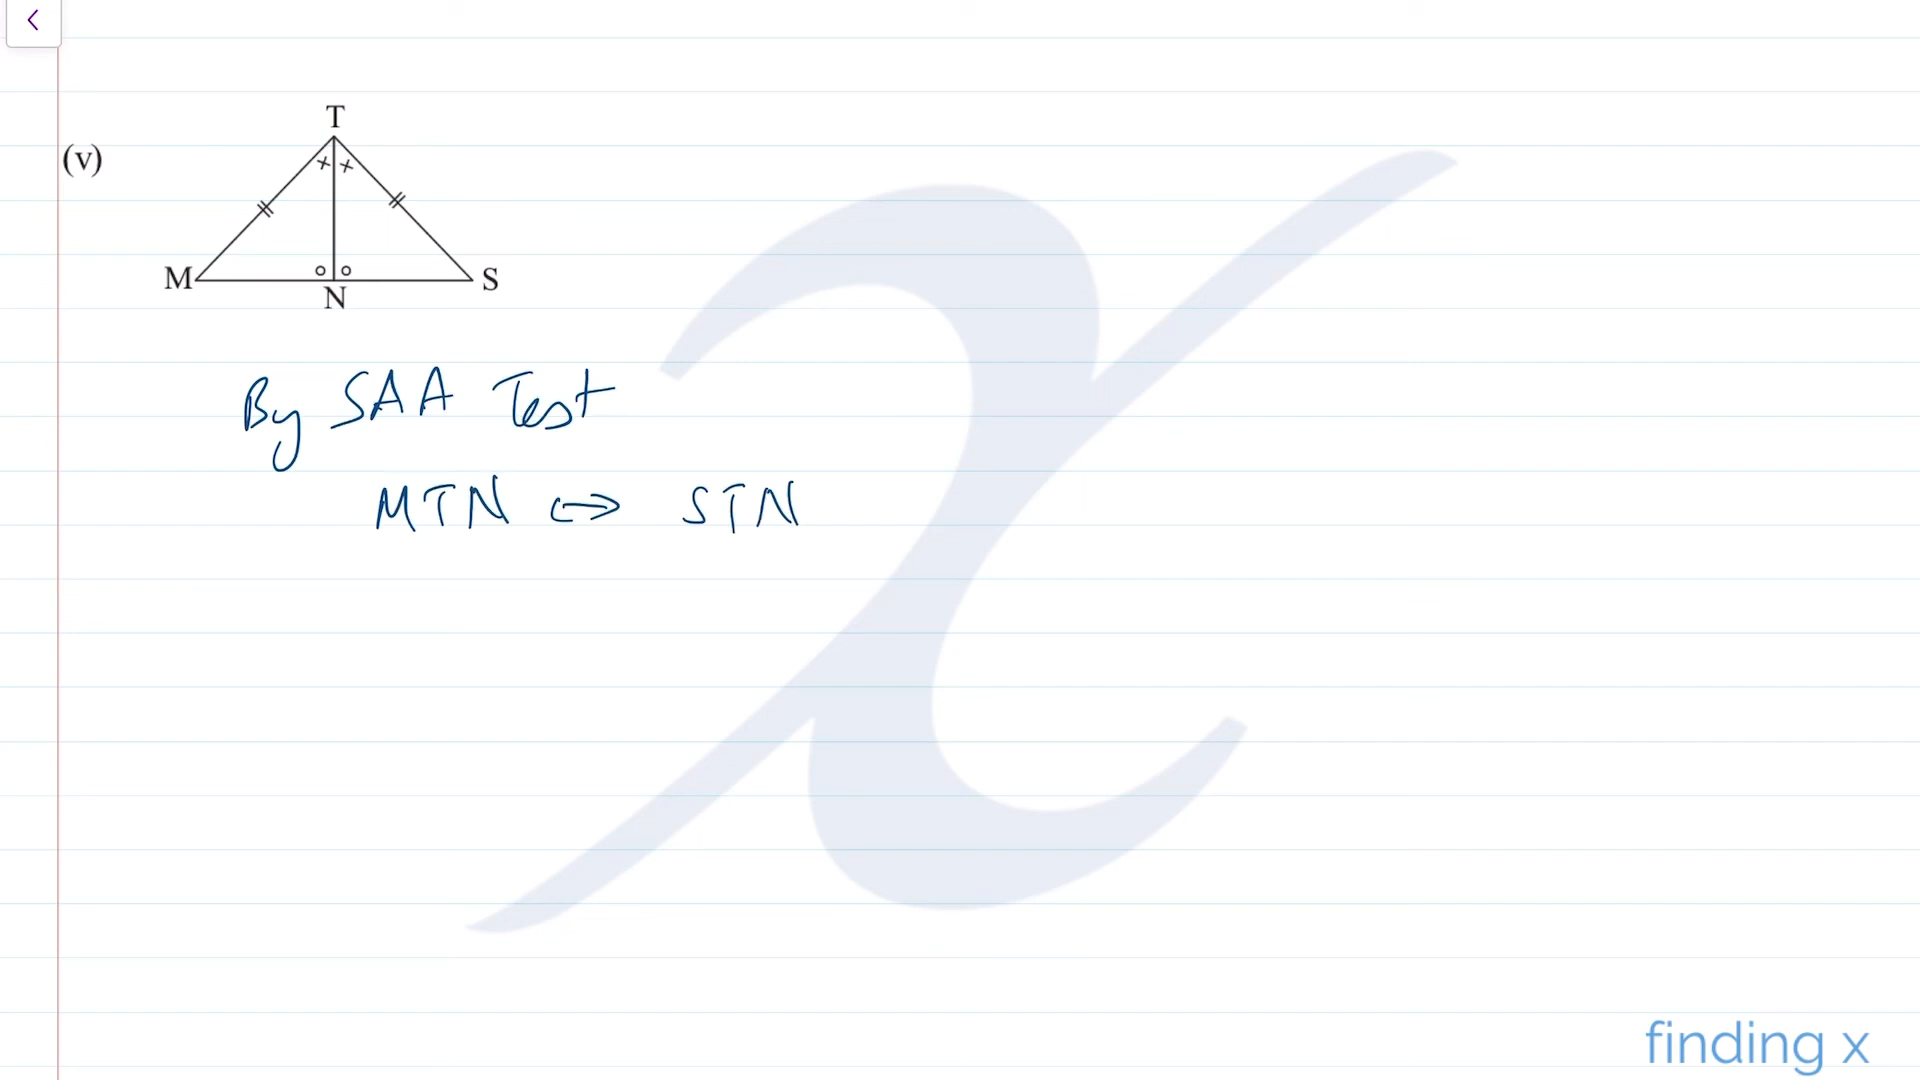 T
(v)
M
S
N
By SAA Test
MTN ↔ STN
finding x